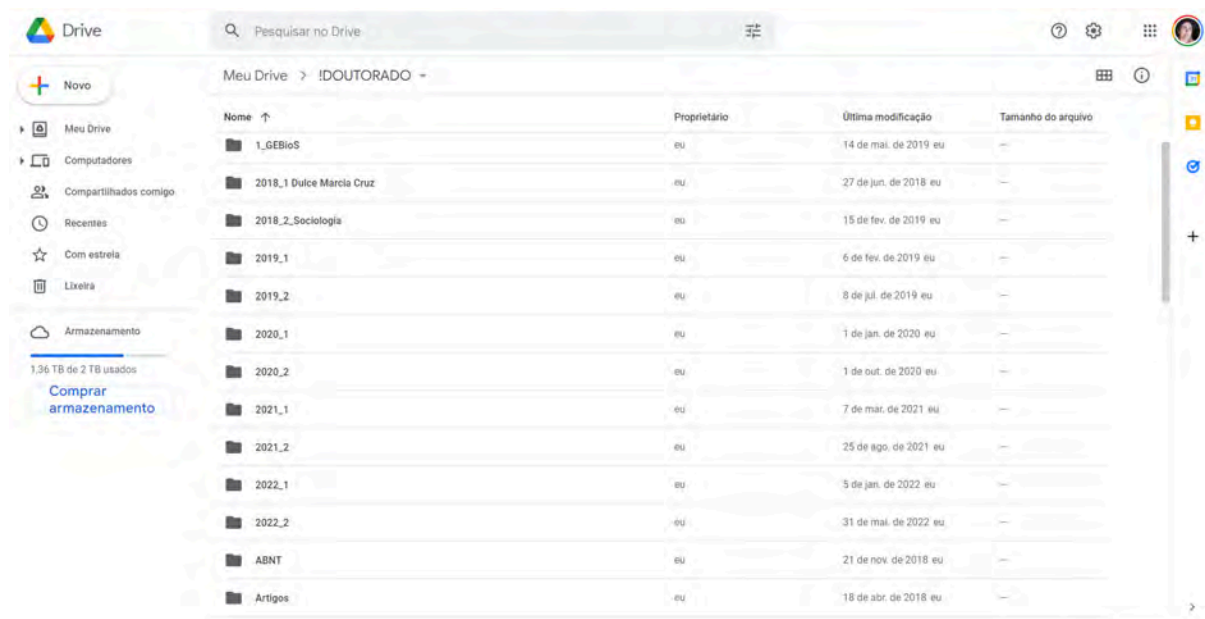 Drive
Pesquisar no Drive
Novo
Meu Drive
Computadores
Compartilhados comigo
Recentes
Com estrela
Lixeira
Armazenamento
1,36 TB de 2 TB usados
Comprar
armazenamento
Meu Drive > !DOUTORADO
Nome ↑ Proprietário Última modificação Tamanho do arquivo
1_GEBioS eu 14 de mai. de 2019 eu —
2018_1 Dulce Marcia Cruz eu 27 de jun. de 2018 eu —
2018_2_Sociologia eu 15 de fev. de 2019 eu —
2019_1 eu 6 de fev. de 2019 eu —
2019_2 eu 8 de jul. de 2019 eu —
2020_1 eu 1 de jan. de 2020 eu —
2020_2 eu 1 de out. de 2020 eu —
2021_1 eu 7 de mar. de 2021 eu —
2021_2 eu 25 de ago. de 2021 eu —
2022_1 eu 5 de jan. de 2022 eu —
2022_2 eu 31 de mai. de 2022 eu —
ABNT eu 21 de nov. de 2018 eu —
Artigos eu 18 de abr. de 2018 eu —